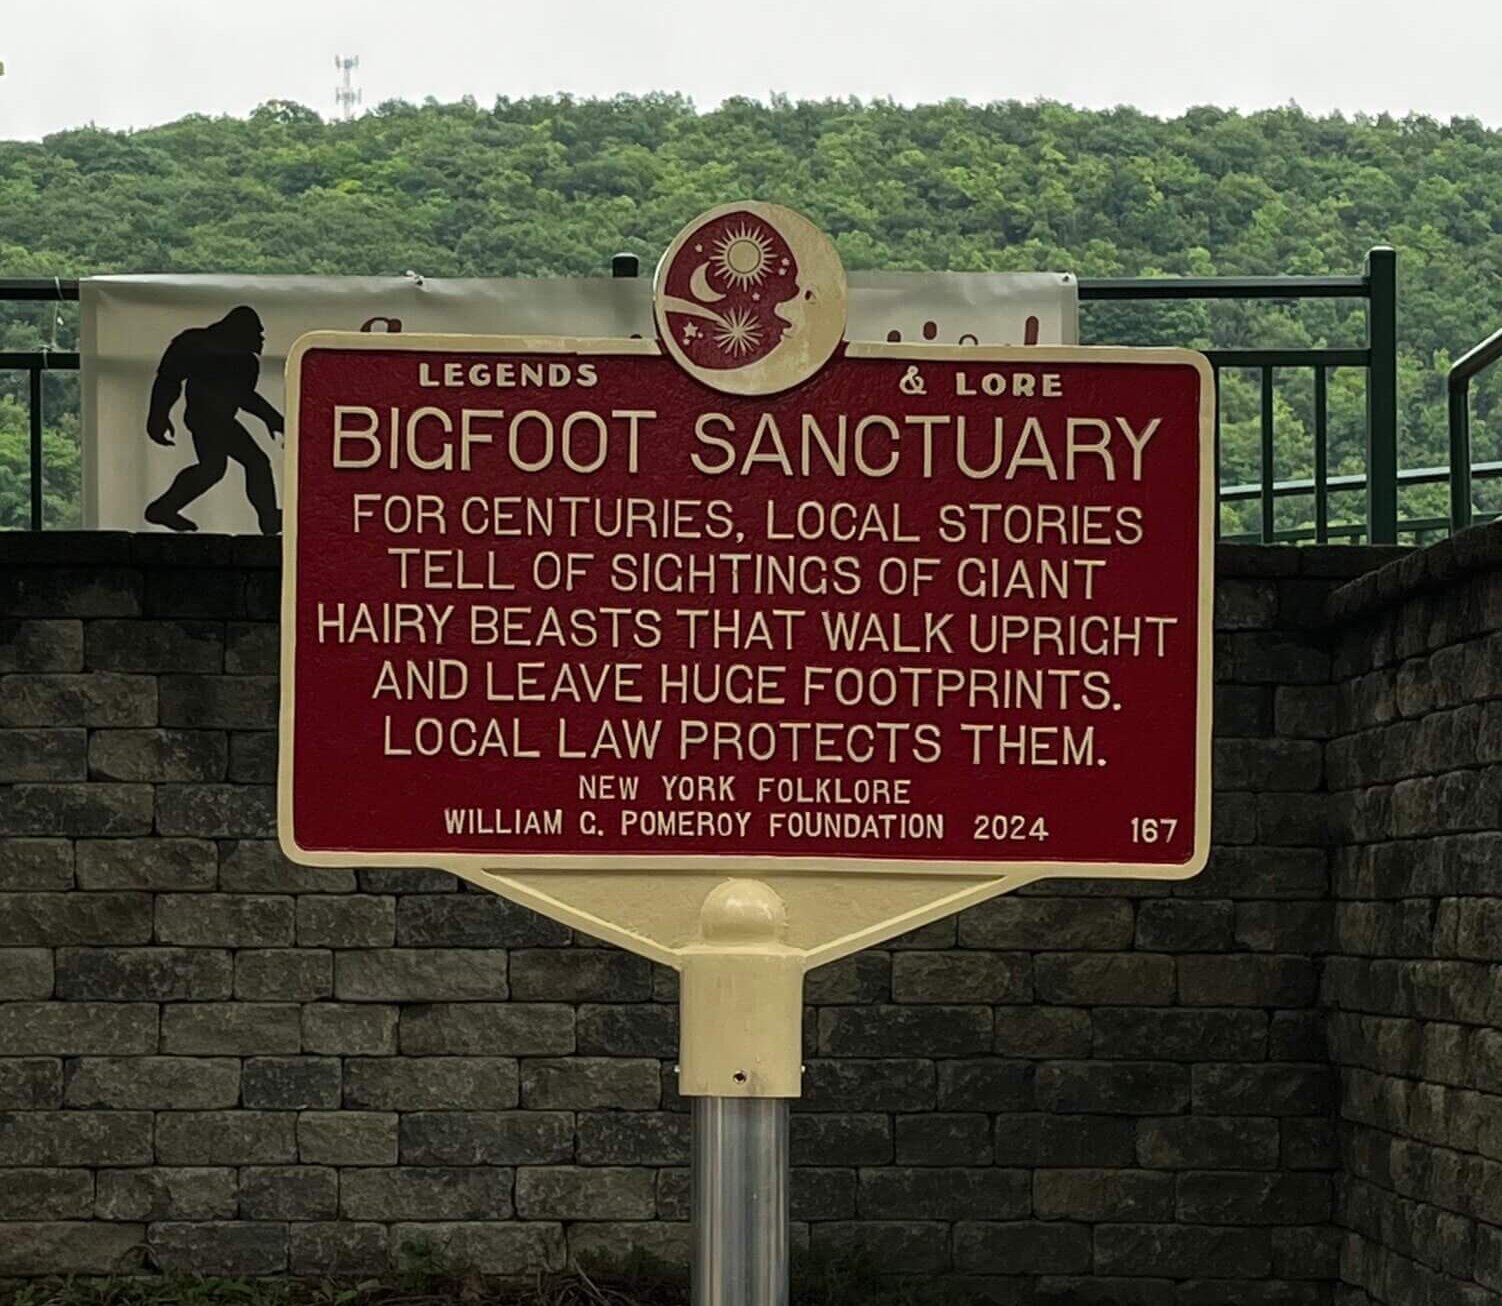 LEGENDS & LORE
BIGFOOT SANCTUARY
FOR CENTURIES, LOCAL STORIES
TELL OF SIGHTINGS OF GIANT
HAIRY BEASTS THAT WALK UPRIGHT
AND LEAVE HUGE FOOTPRINTS.
LOCAL LAW PROTECTS THEM.
NEW YORK FOLKLORE
WILLIAM G. POMEROY FOUNDATION 2024 167